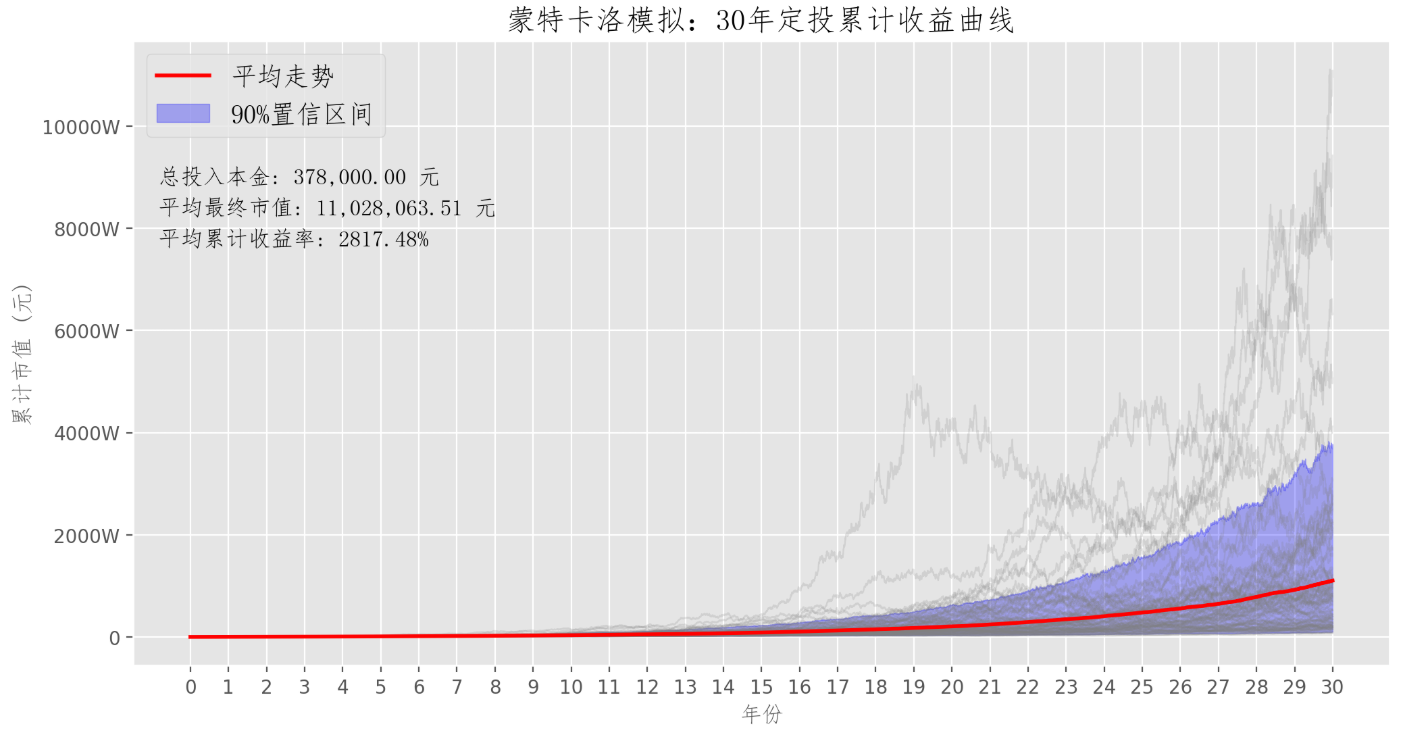 蒙特卡洛模拟：30年定投累计收益曲线
平均走势
90%置信区间
总投入本金: 378,000.00 元
平均最终市值: 11,028,063.51 元
平均累计收益率: 2817.48%
累计市值 (元)
10000W
8000W
6000W
4000W
2000W
0
0 1 2 3 4 5 6 7 8 9 10 11 12 13 14 15 16 17 18 19 20 21 22 23 24 25 26 27 28 29 30
年份